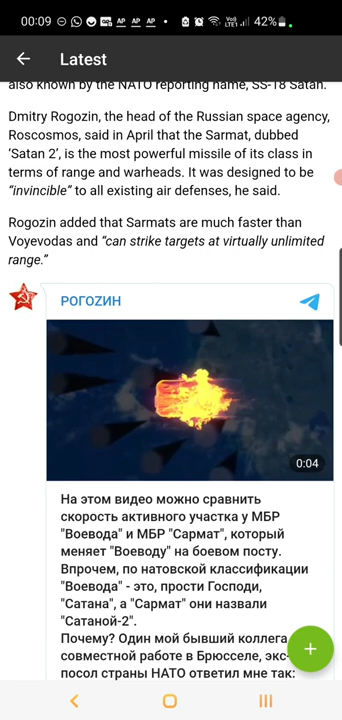 00:09
AP AP AP
Vo))
LTE1
42%
Latest
also known by the NATO reporting name, SS-18 Satan.
Dmitry Rogozin, the head of the Russian space agency,
Roscosmos, said in April that the Sarmat, dubbed
‘Satan 2’, is the most powerful missile of its class in
terms of range and warheads. It was designed to be
“invincible” to all existing air defenses, he said.
Rogozin added that Sarmats are much faster than
Voyevodas and “can strike targets at virtually unlimited
range.”
РОГОZИН
0:04
На этом видео можно сравнить
скорость активного участка у МБР
"Воевода" и МБР "Сармат", который
меняет "Воеводу" на боевом посту.
Впрочем, по натовской классификации
"Воевода" - это, прости Господи,
"Сатана", а "Сармат" они назвали
"Сатаной-2".
Почему? Один мой бывший коллега
совместной работе в Брюсселе, экс-
посол страны НАТО ответил мне так: